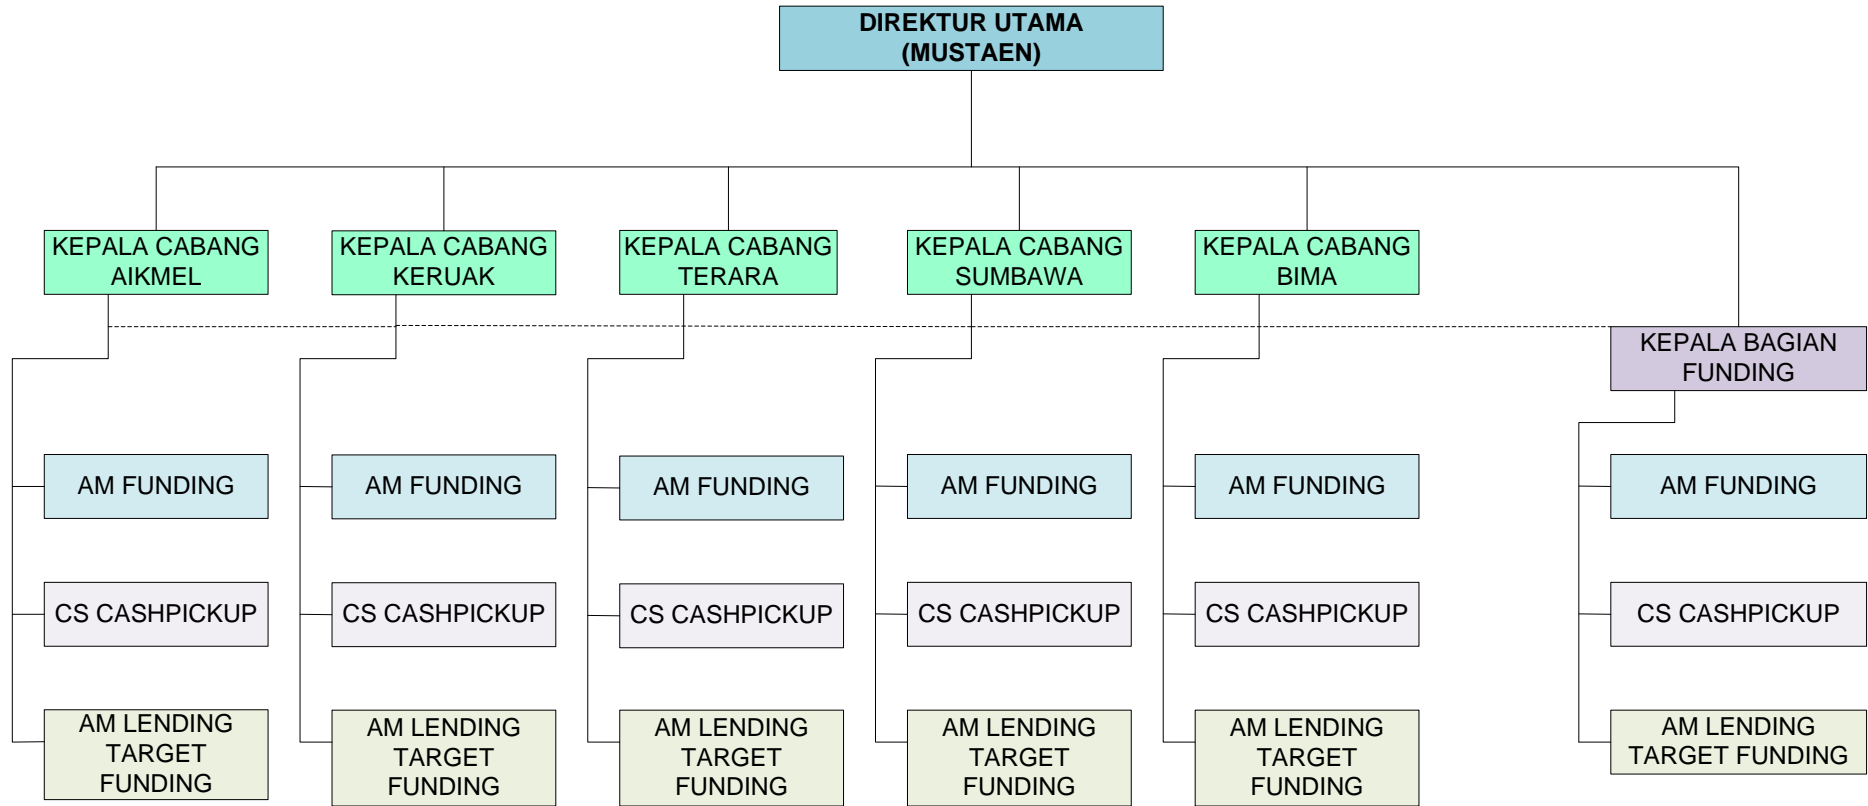 DIREKTUR UTAMA
(MUSTAEN)
KEPALA CABANG
AIKMEL
KEPALA CABANG
KERUAK
KEPALA CABANG
TERARA
KEPALA CABANG
SUMBAWA
KEPALA CABANG
BIMA
KEPALA BAGIAN
FUNDING
AM FUNDING
AM FUNDING
AM FUNDING
AM FUNDING
AM FUNDING
AM FUNDING
CS CASHPICKUP
CS CASHPICKUP
CS CASHPICKUP
CS CASHPICKUP
CS CASHPICKUP
CS CASHPICKUP
AM LENDING
TARGET
FUNDING
AM LENDING
TARGET
FUNDING
AM LENDING
TARGET
FUNDING
AM LENDING
TARGET
FUNDING
AM LENDING
TARGET
FUNDING
AM LENDING
TARGET FUNDING